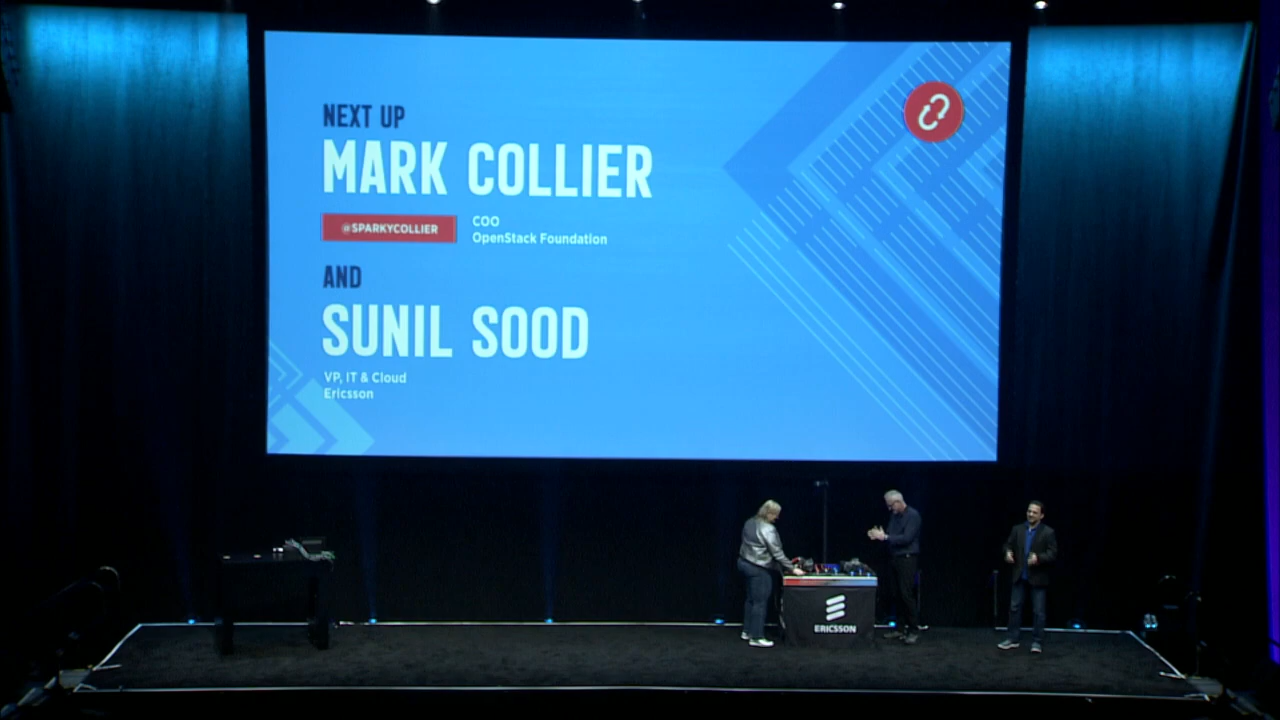 NEXT UP
MARK COLLIER
@SPARKYCOLLIER
COO
OpenStack Foundation
AND
SUNIL SOOD
VP, IT & Cloud
Ericsson
ERICSSON